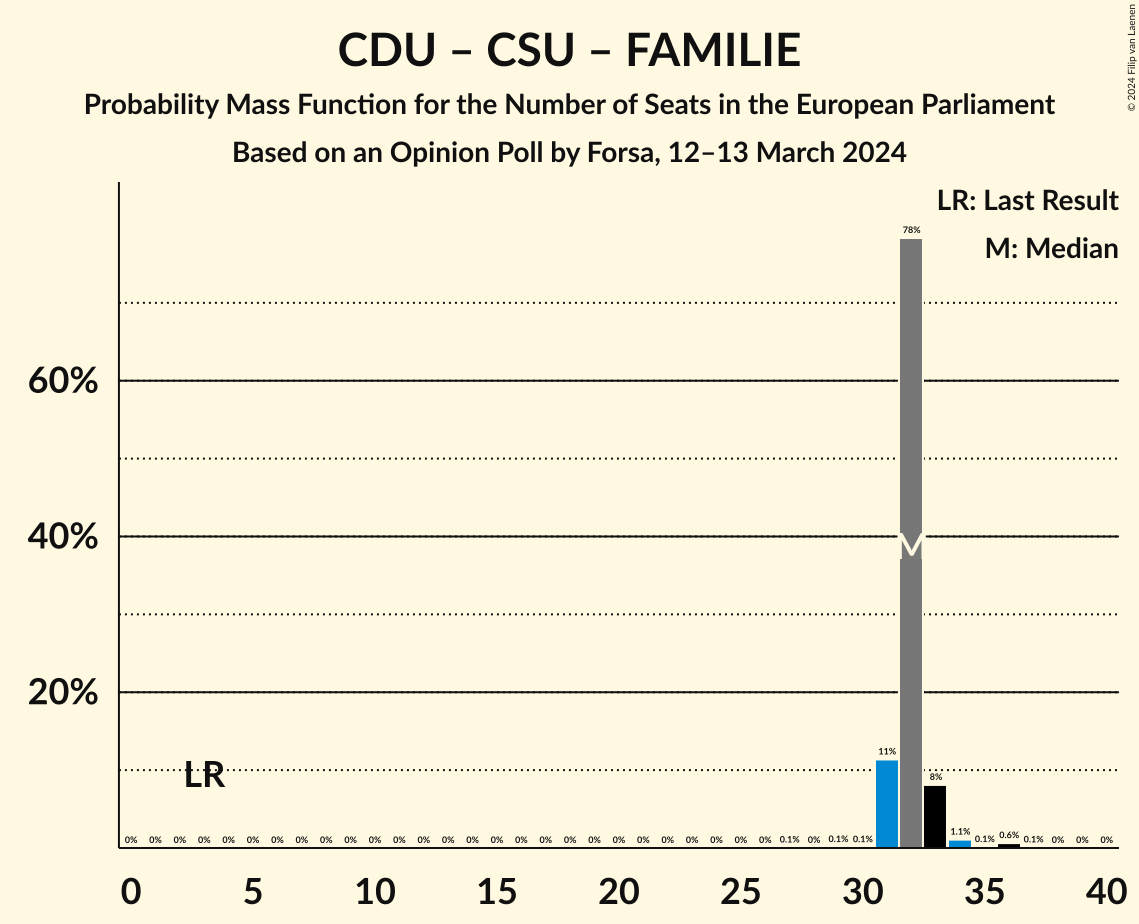 CDU – CSU – FAMILIE
Probability Mass Function for the Number of Seats in the European Parliament
Based on an Opinion Poll by Forsa, 12–13 March 2024
© 2024 Filip van Laenen
LR: Last Result
M: Median
78%
60%
40%
M
20%
11%
LR
8%
0% 0% 0% 0% 0% 0% 0% 0% 0% 0% 0% 0% 0% 0% 0% 0% 0% 0% 0% 0% 0% 0% 0% 0% 0% 0% 0% 0.1% 0% 0.1% 0.1% 1.1% 0.1% 0.6% 0.1% 0% 0% 0%
0 5 10 15 20 25 30 35 40